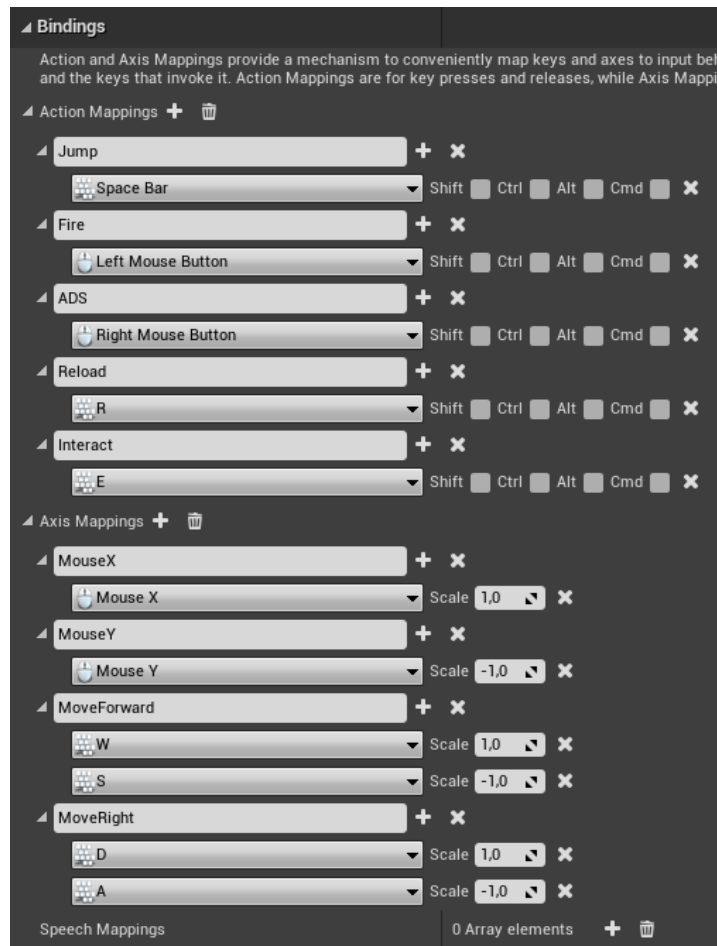 Bindings
Action and Axis Mappings provide a mechanism to conveniently map keys and axes to input
and the keys that invoke it. Action Mappings are for key presses and releases, while Axis
Action Mappings
Jump
Space Bar Shift Ctrl Alt Cmd
Fire
Left Mouse Button Shift Ctrl Alt Cmd
ADS
Right Mouse Button Shift Ctrl Alt Cmd
Reload
R Shift Ctrl Alt Cmd
Interact
E Shift Ctrl Alt Cmd
Axis Mappings
MouseX
Mouse X Scale 1,0
MouseY
Mouse Y Scale -1,0
MoveForward
W Scale 1,0
S Scale -1,0
MoveRight
D Scale 1,0
A Scale -1,0
Speech Mappings 0 Array elements